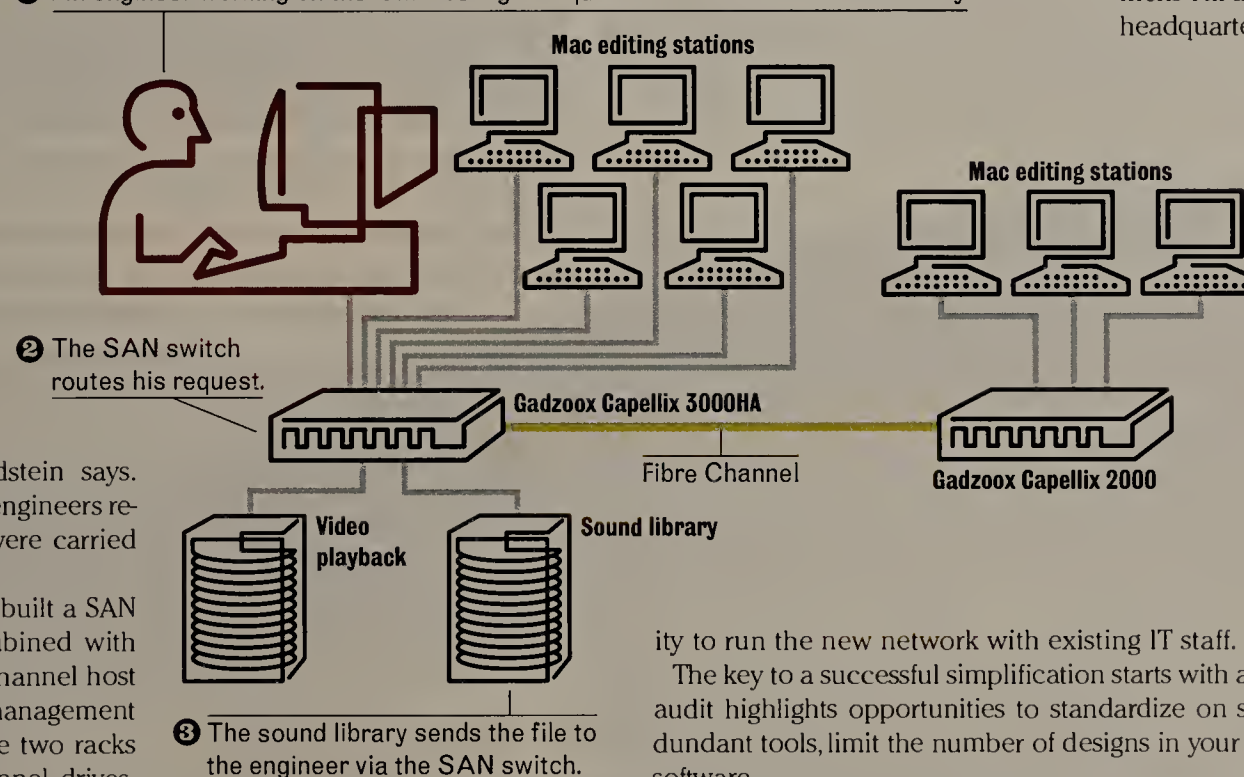 headquarte
Mac editing stations
Mac editing stations
❷ The SAN switch
routes his request.
Gadzoox Capellix 3000HA
Fibre Channel
Gadzoox Capellix 2000
Video
playback
Sound library
❸ The sound library sends the file to
the engineer via the SAN switch.
dstein says.
engineers re-
were carried
built a SAN
bined with
hannel host
anagement
e two racks
ity to run the new network with existing IT staff.
The key to a successful simplification starts with a
audit highlights opportunities to standardize on s
dundant tools, limit the number of designs in your